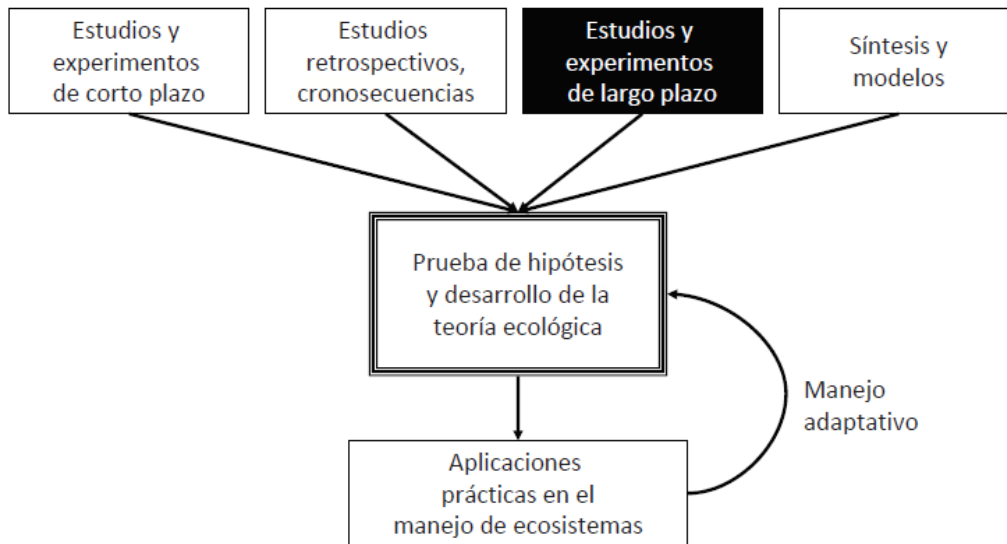 Estudios y
experimentos
de corto plazo
Estudios
retrospectivos,
cronosecuencias
Estudios y
experimentos
de largo plazo
Síntesis y
modelos
Prueba de hipótesis
y desarrollo de la
teoría ecológica
Manejo
adaptativo
Aplicaciones
prácticas en el
manejo de ecosistemas